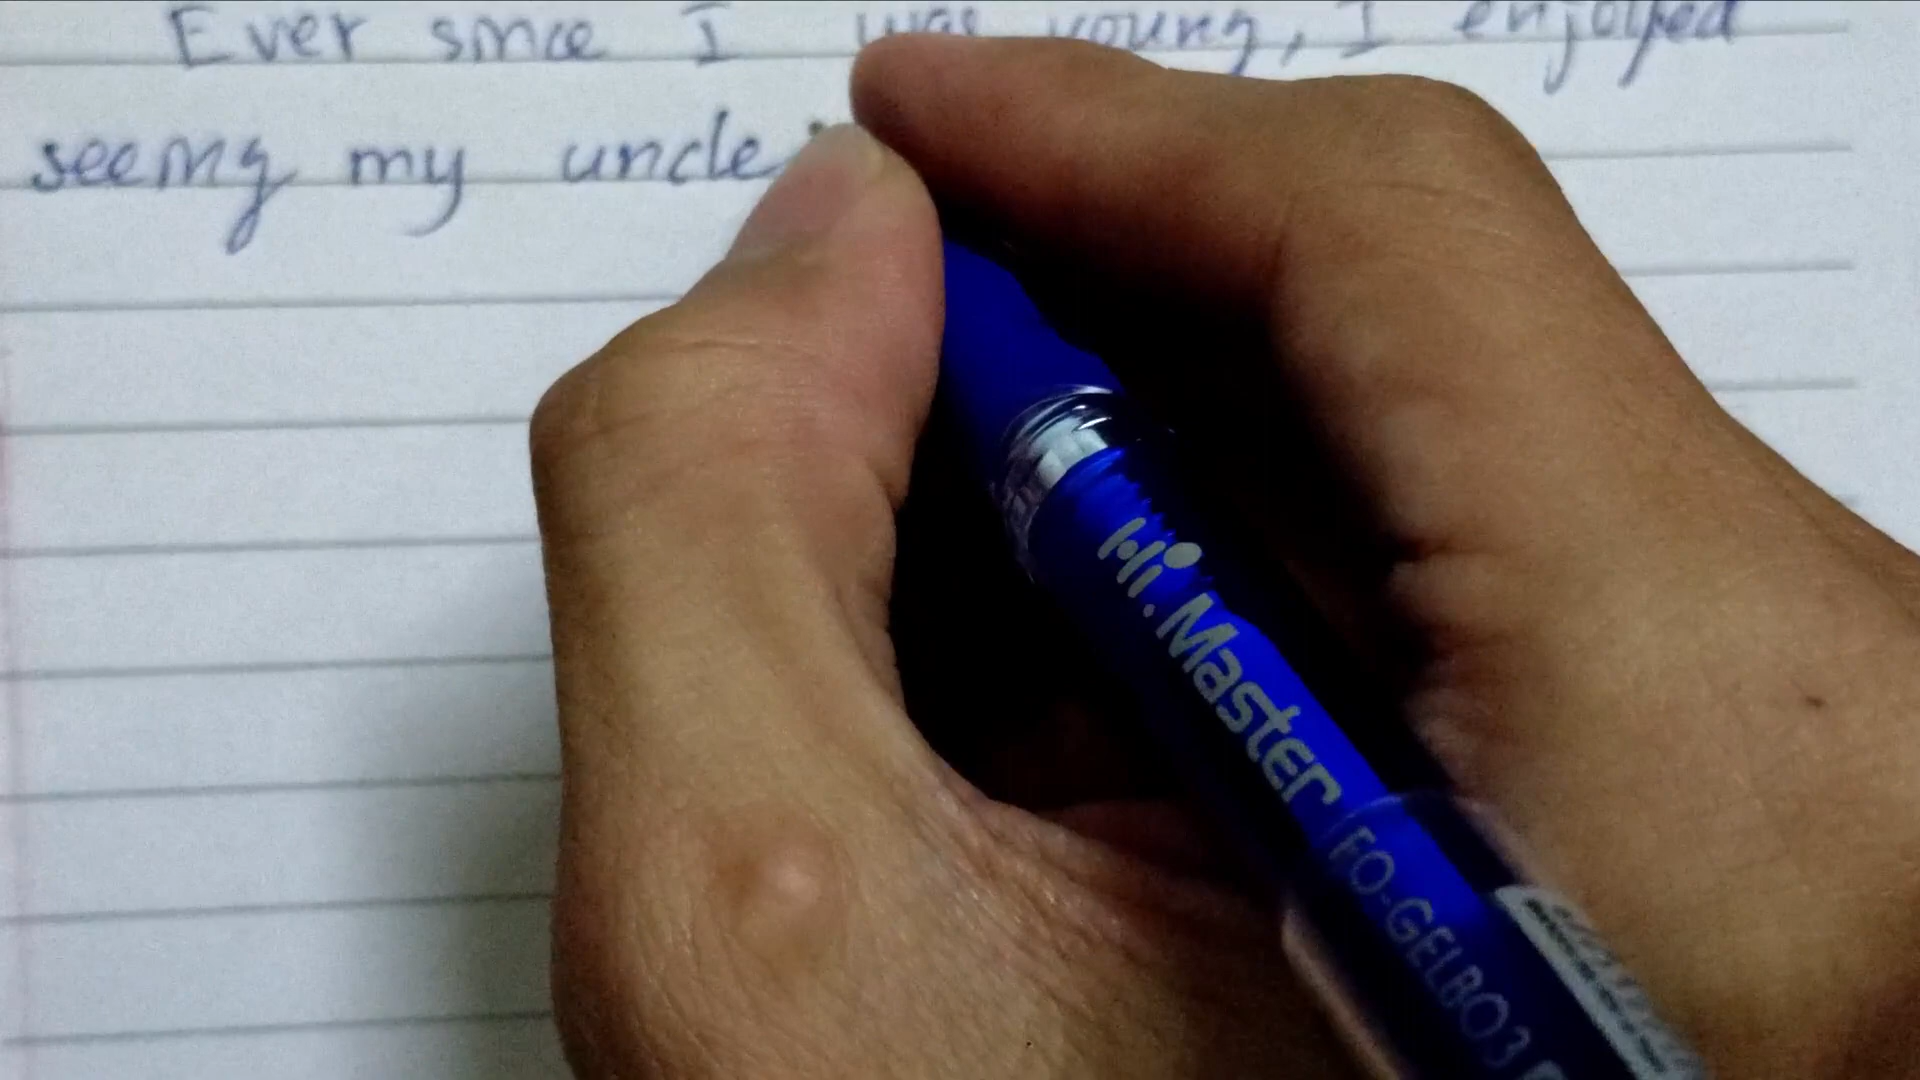 Ever since I was young, I enjoyed
seeing my uncle
Hi. Master
FO-GELB03